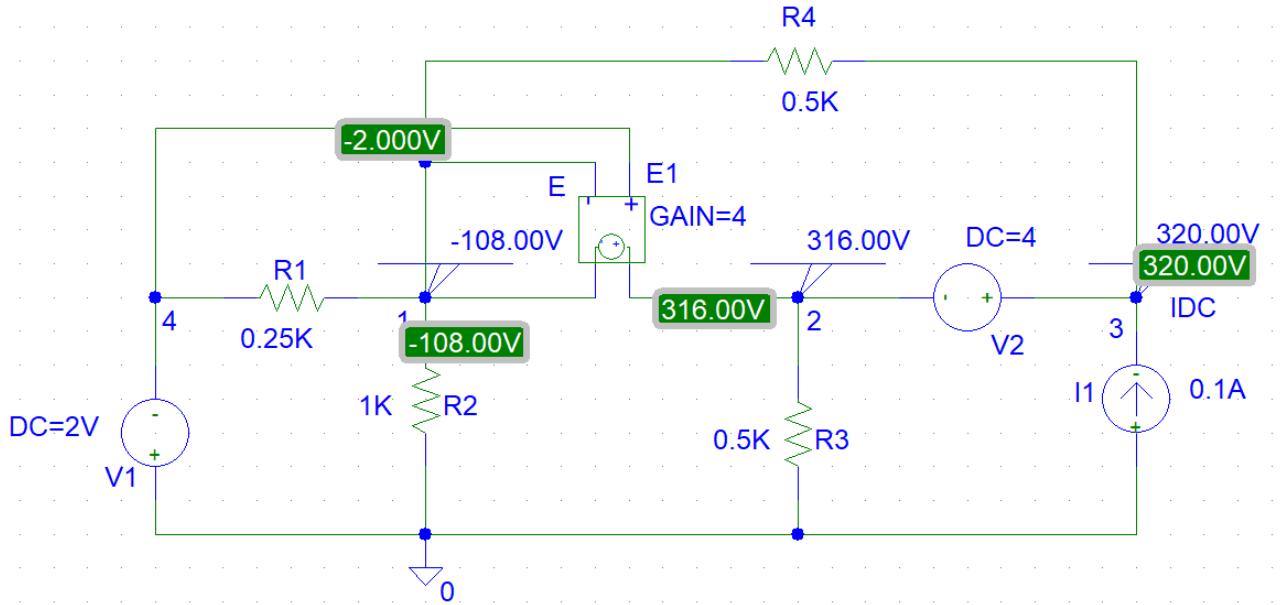 R4
0.5K
-2.000V
E
E1
-
+
GAIN=4
-108.00V
316.00V
DC=4
320.00V
320.00V
R1
- +
4
0.25K
1
316.00V
2
- +
3
IDC
-108.00V
V2
DC=2V
-
+
V1
1K
R2
0.5K
R3
I1
-
+
0.1A
0